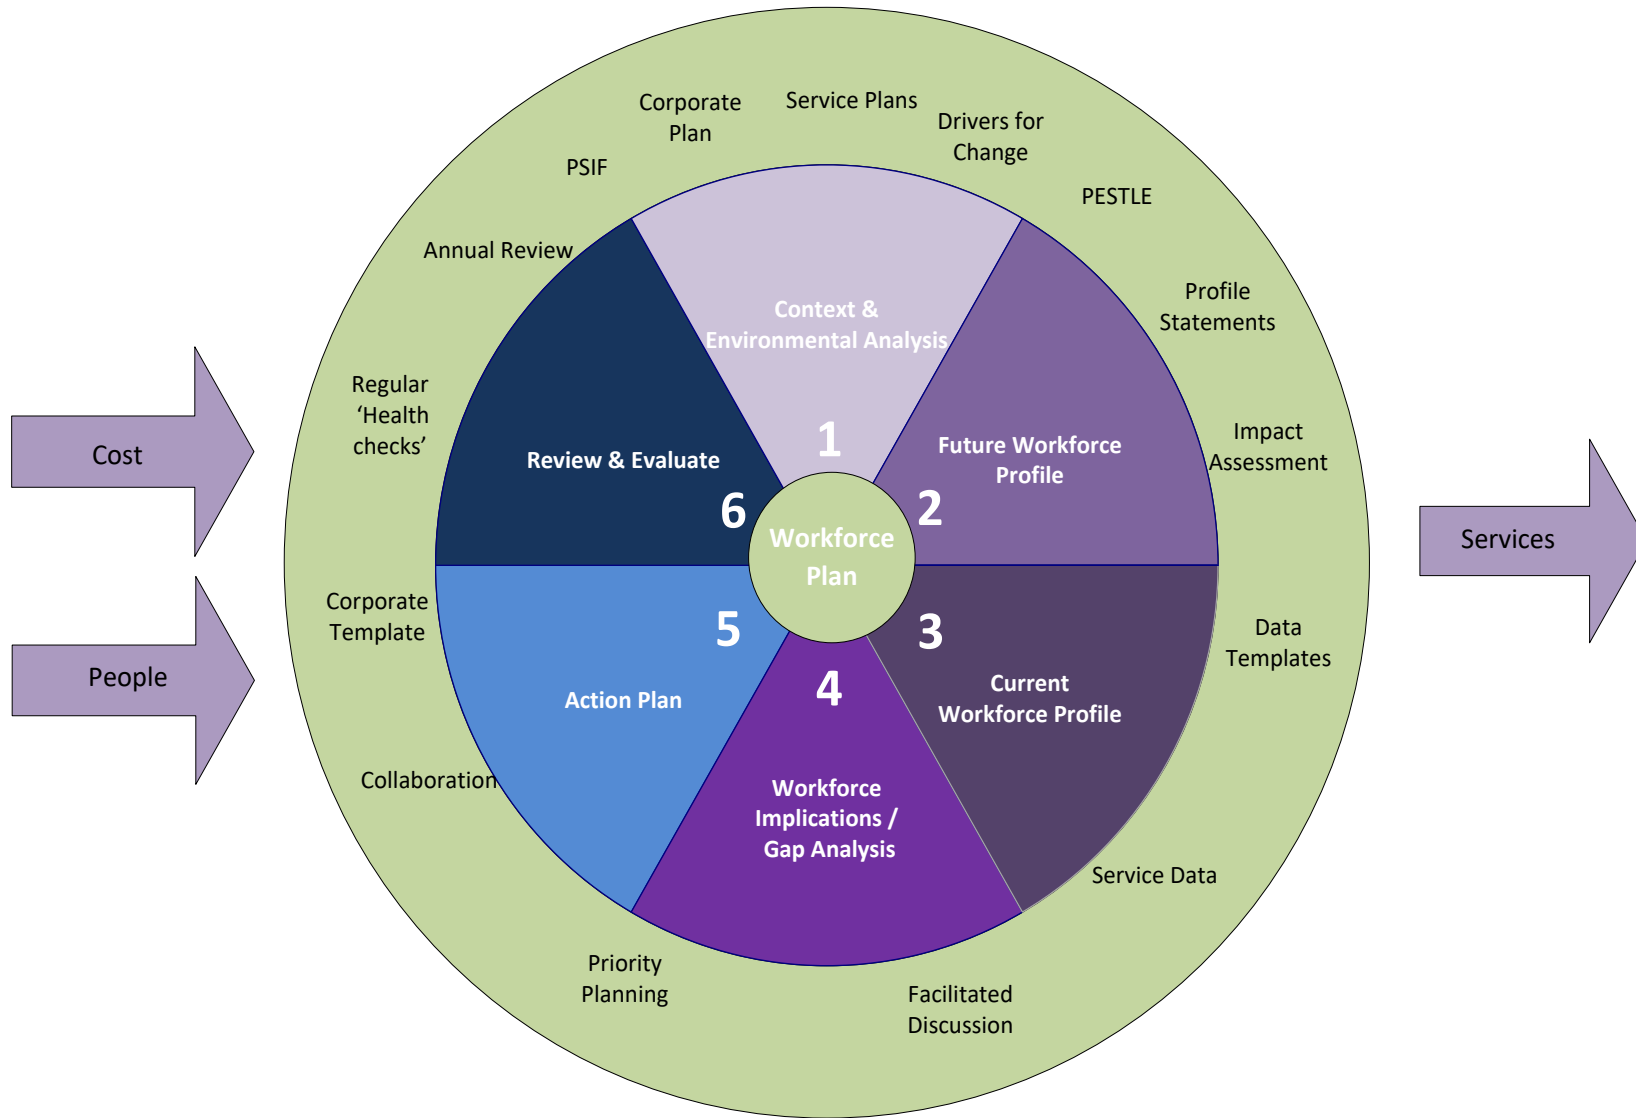 Service Plans
Corporate
Plan
Drivers for
Change
PSIF
PESTLE
Annual Review
Profile
Statements
Context &
Environmental Analysis
Regular
‘Health
checks’
Impact
Assessment
Cost
Review & Evaluate
1
Future Workforce
Profile
6
2
Services
Workforce
Plan
Corporate
Template
5
3
Data
Templates
People
Action Plan
4
Current
Workforce Profile
Collaboration
Workforce
Implications /
Gap Analysis
Service Data
Priority
Planning
Facilitated
Discussion